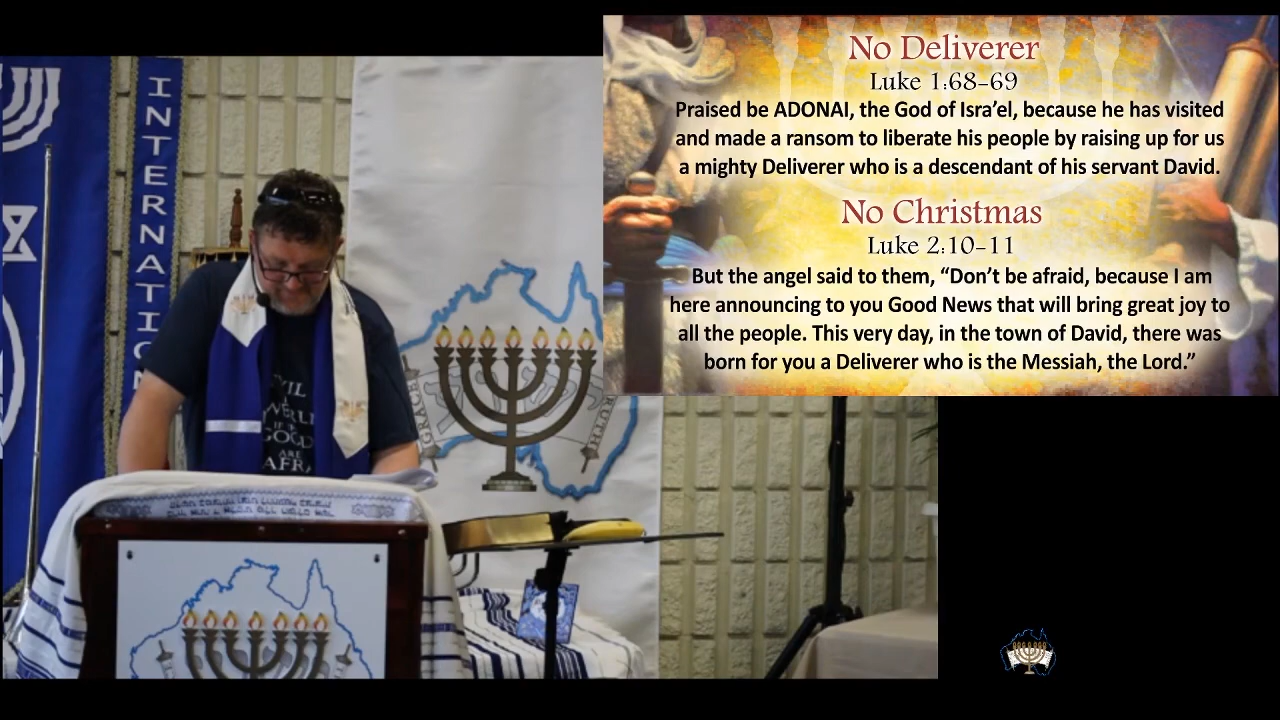 INTERNATIO
No Deliverer
Luke 1:68-69
Praised be ADONAI, the God of Isra’el, because he has visited
and made a ransom to liberate his people by raising up for us
a mighty Deliverer who is a descendant of his servant David.
No Christmas
Luke 2:10-11
But the angel said to them, “Don’t be afraid, because I am
here announcing to you Good News that will bring great joy to
all the people. This very day, in the town of David, there was
born for you a Deliverer who is the Messiah, the Lord.”
GRACE
GOOD
ARE